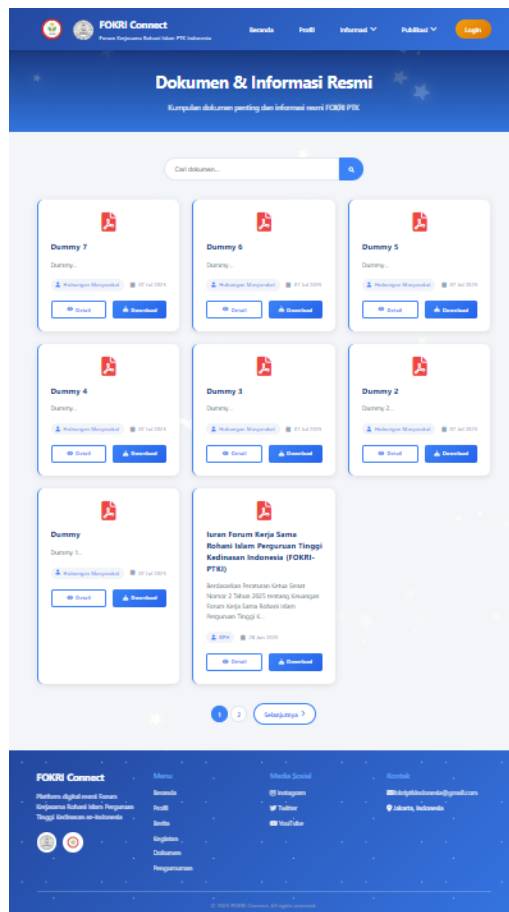 FOKRI Connect
Forum Kerjasama Rohani Islam PTK Indonesia
Beranda
Profil
Informasi
Publikasi
Login
Dokumen & Informasi Resmi
Kumpulan dokumen penting dan informasi resmi FOKRI PTK
Cari dokumen...
Dummy 7
Dummy...
Hubungan Masyarakat
07 Jul 2025
Detail
Download
Dummy 6
Dummy...
Hubungan Masyarakat
07 Jul 2025
Detail
Download
Dummy 5
Dummy...
Hubungan Masyarakat
07 Jul 2025
Detail
Download
Dummy 4
Dummy...
Hubungan Masyarakat
07 Jul 2025
Detail
Download
Dummy 3
Dummy...
Hubungan Masyarakat
07 Jul 2025
Detail
Download
Dummy 2
Dummy 2...
Hubungan Masyarakat
07 Jul 2025
Detail
Download
Dummy
Dummy 1...
Hubungan Masyarakat
07 Jul 2025
Detail
Download
Iuran Forum Kerja Sama
Rohani Islam Perguruan Tinggi
Kedinasan Indonesia (FOKRI-
PTKI)
Berdasarkan Peraturan Ketua Senat
Nomor 2 Tahun 2025 tentang Keuangan
Forum Kerja Sama Rohani Islam
Perguruan Tinggi K...
28 Jun 2025
Detail
Download
1
2
Selanjutnya
FOKRI Connect
Platform digital resmi Forum
Kerjasama Rohani Islam Perguruan
Tinggi Kedinasan se-Indonesia
Menu
Beranda
Profil
Berita
Kegiatan
Dokumen
Pengumuman
Media Sosial
Instagram
Twitter
YouTube
Kontak
fokriptkindonesia@gmail.com
Jakarta, Indonesia
FOKRI Connect. All rights reserved.